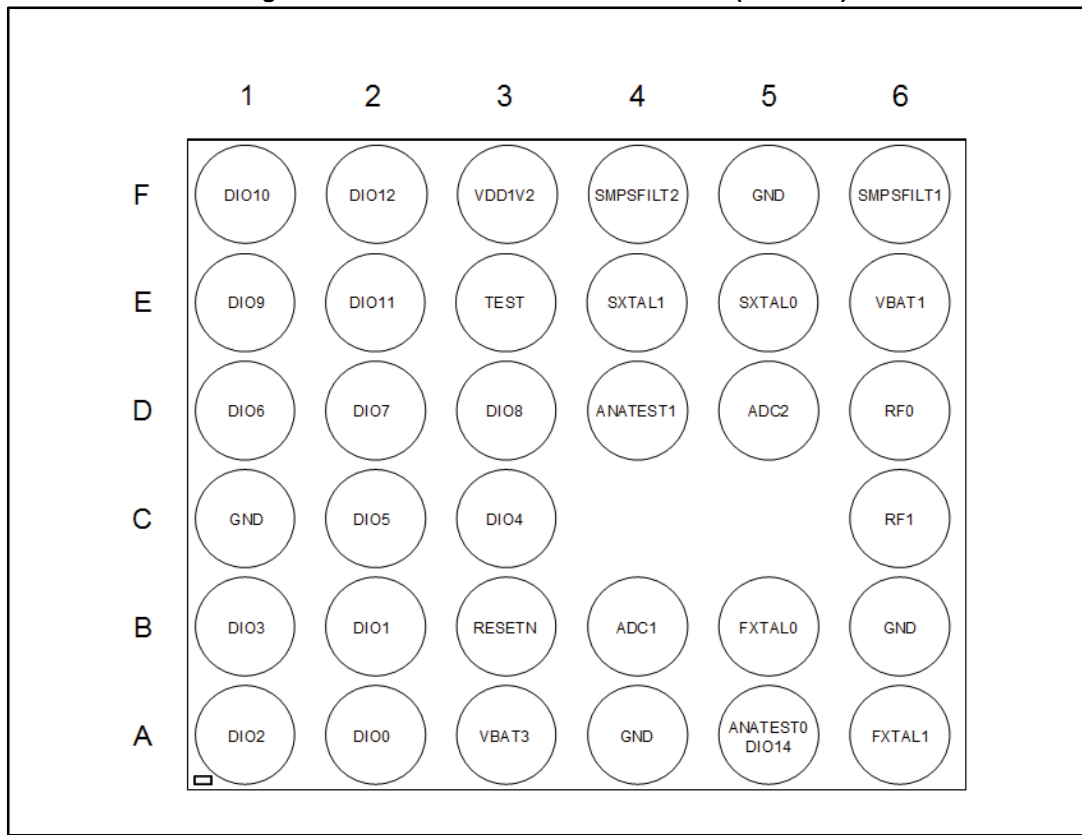 1 2 3 4 5 6
F DIO10 DIO12 VDD1V2 SMPSFILT2 GND SMPSFILT1
E DIO9 DIO11 TEST SXTAL1 SXTAL0 VBAT1
D DIO6 DIO7 DIO8 ANATEST1 ADC2 RF0
C GND DIO5 DIO4 RF1
B DIO3 DIO1 RESETN ADC1 FXTAL0 GND
A DIO2 DIO0 VBAT3 GND ANATEST0 DIO14 FXTAL1